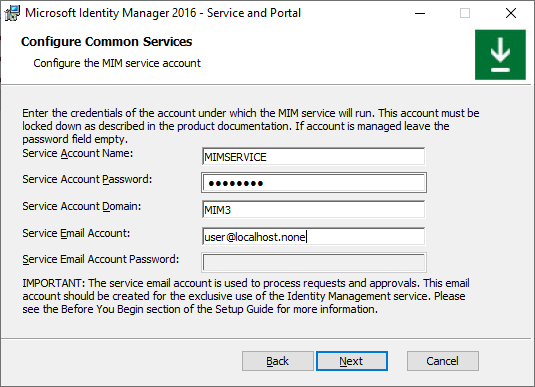 Microsoft Identity Manager 2016 - Service and Portal
Configure Common Services
Configure the MIM service account
Enter the credentials of the account under which the MIM service will run. This account must be
locked down as described in the product documentation. If account is managed leave the
password field empty.
Service Account Name: MIMSERVICE
Service Account Password: ●●●●●●●●
Service Account Domain: MIM3
Service Email Account: user@localhost.none
Service Email Account Password:
IMPORTANT: The service email account is used to process requests and approvals. This email
account should be created for the exclusive use of the Identity Management service. Please
see the Before You Begin section of the Setup Guide for more information.
Back Next Cancel